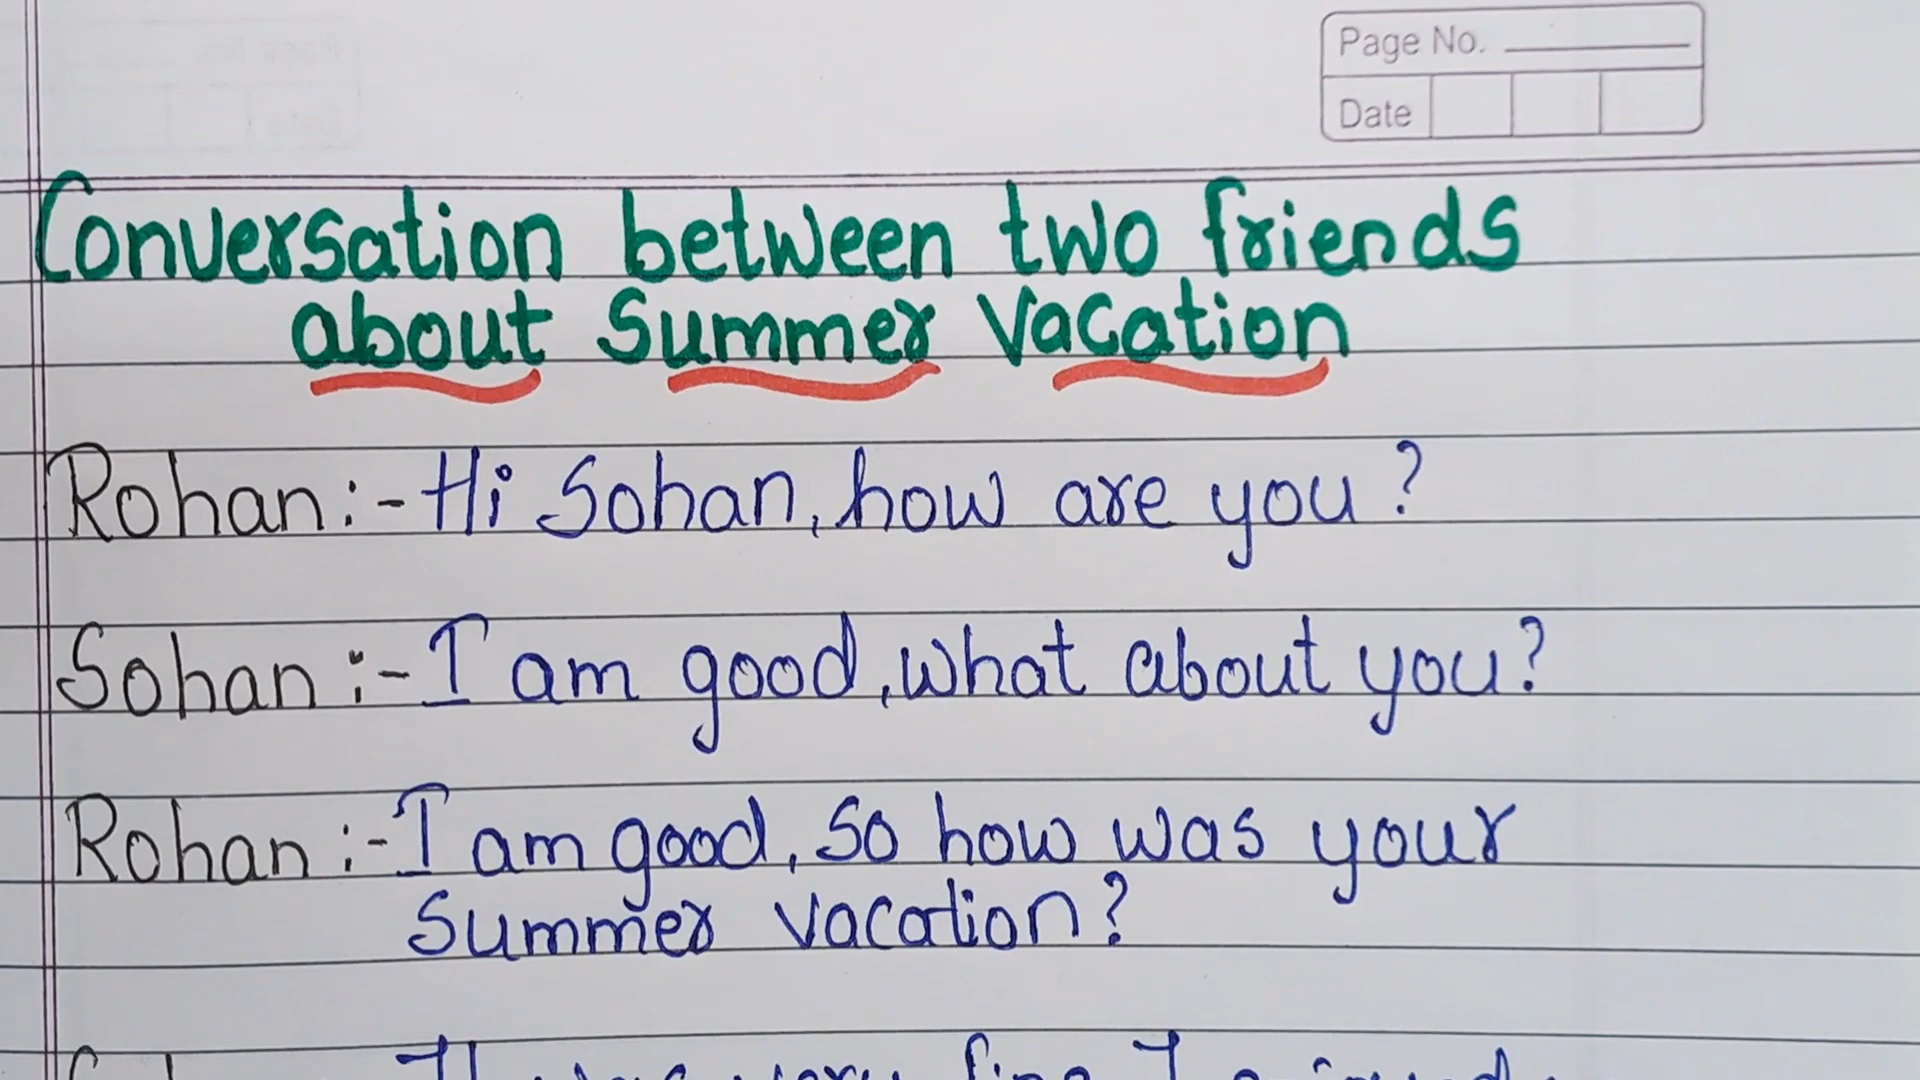 Page No.
Date
Conversation between two friends
about Summer Vacation
Rohan:- Hi Sohan, how are you?
Sohan:- I am good, what about you?
Rohan:- I am good, so how was your
summer vacation?